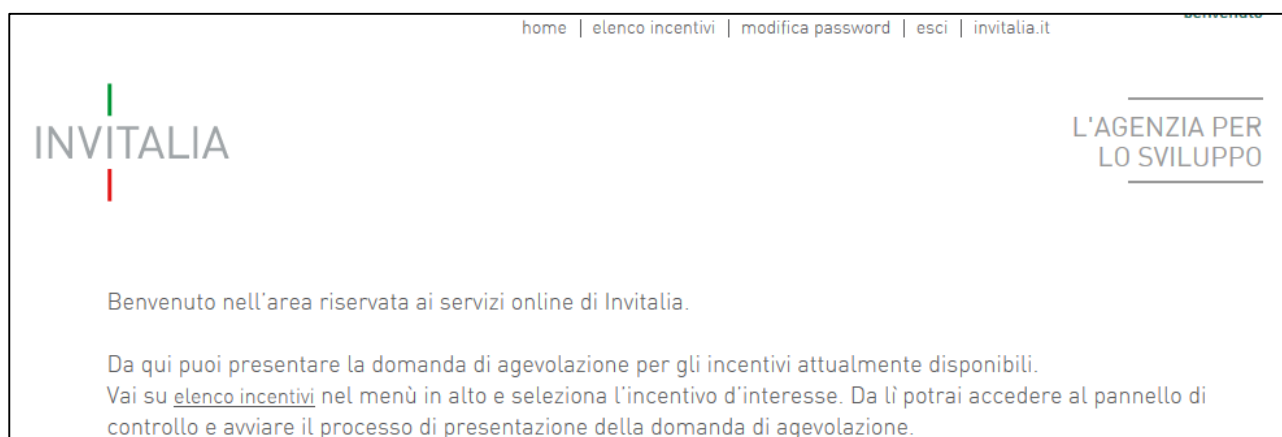 Benvenuto
home | elenco incentivi | modifica password | esci | invitalia.it
INVITALIA
L'AGENZIA PER
LO SVILUPPO
Benvenuto nell'area riservata ai servizi online di Invitalia.
Da qui puoi presentare la domanda di agevolazione per gli incentivi attualmente disponibili.
Vai su elenco incentivi nel menù in alto e seleziona l'incentivo d'interesse. Da lì potrai accedere al pannello di
controllo e avviare il processo di presentazione della domanda di agevolazione.